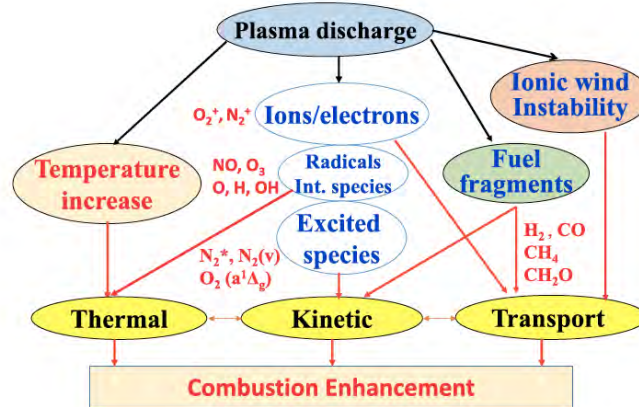 Plasma discharge
Ionic wind
Instability
O₂⁺, N₂⁺
Ions/electrons
Temperature
increase
NO, O₃
O, H, OH
Radicals
Int. species
Fuel
fragments
Excited
species
N₂*, N₂(v)
O₂ (a¹Δg)
H₂ , CO
CH₄
CH₂O
Thermal
Kinetic
Transport
Combustion Enhancement